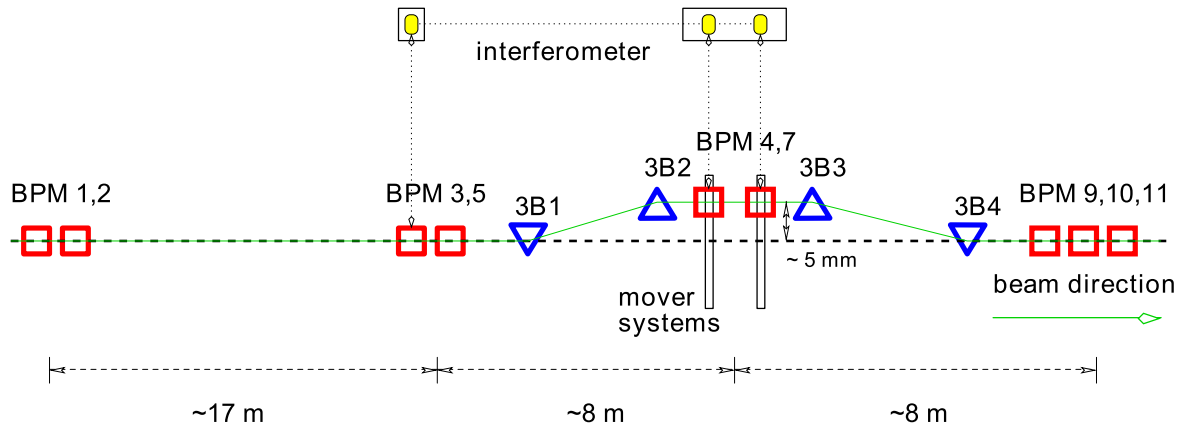 interferometer
BPM 4,7
3B2
3B3
BPM 1,2
BPM 3,5
3B1
3B4
BPM 9,10,11
~ 5 mm
mover
systems
beam direction
~17 m
~8 m
~8 m